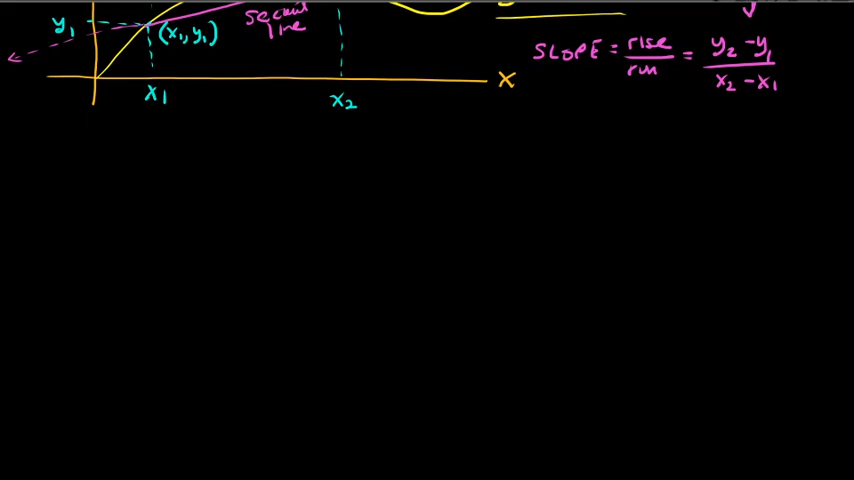 y₁
(x₁, y₁)
secant
line
SLOPE = rise/run = y₂ - y₁ / x₂ - x₁
x₁
x₂
X